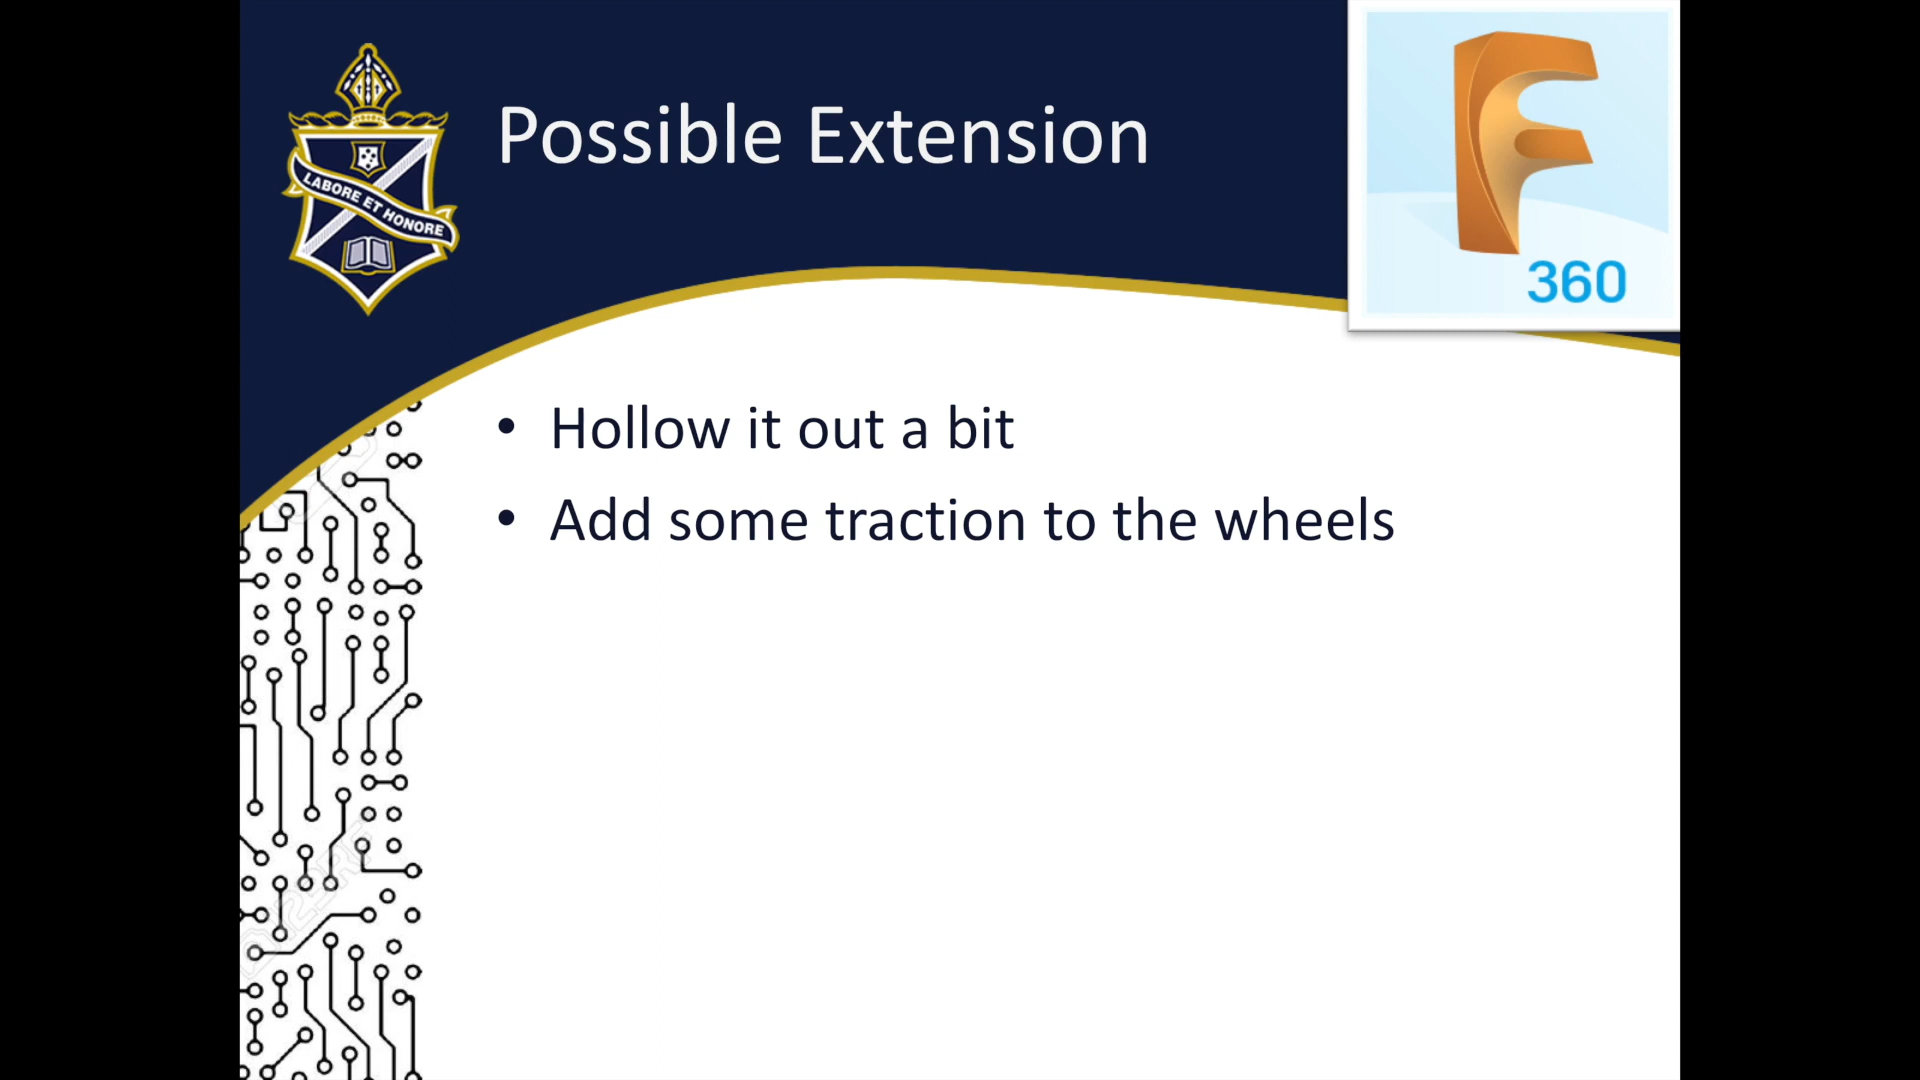 Possible Extension
LABORE ET HONORE
360
• Hollow it out a bit
• Add some traction to the wheels